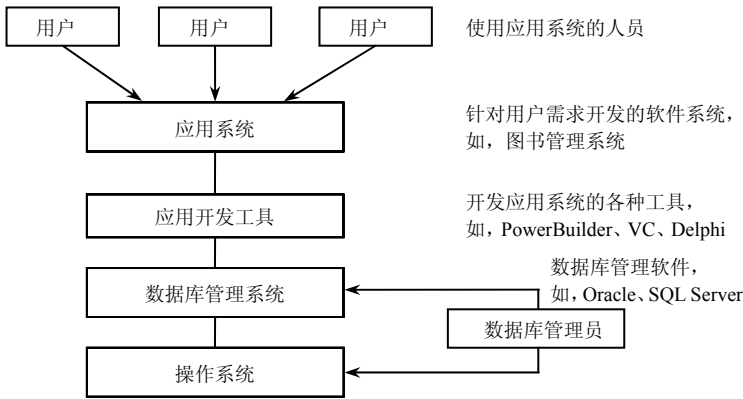 用户 用户 用户 使用应用系统的人员
应用系统
针对用户需求开发的软件系统，
如，图书管理系统
应用开发工具
开发应用系统的各种工具，
如，PowerBuilder、VC、Delphi
数据库管理系统
数据库管理软件，
如，Oracle、SQL Server
数据库管理员
操作系统